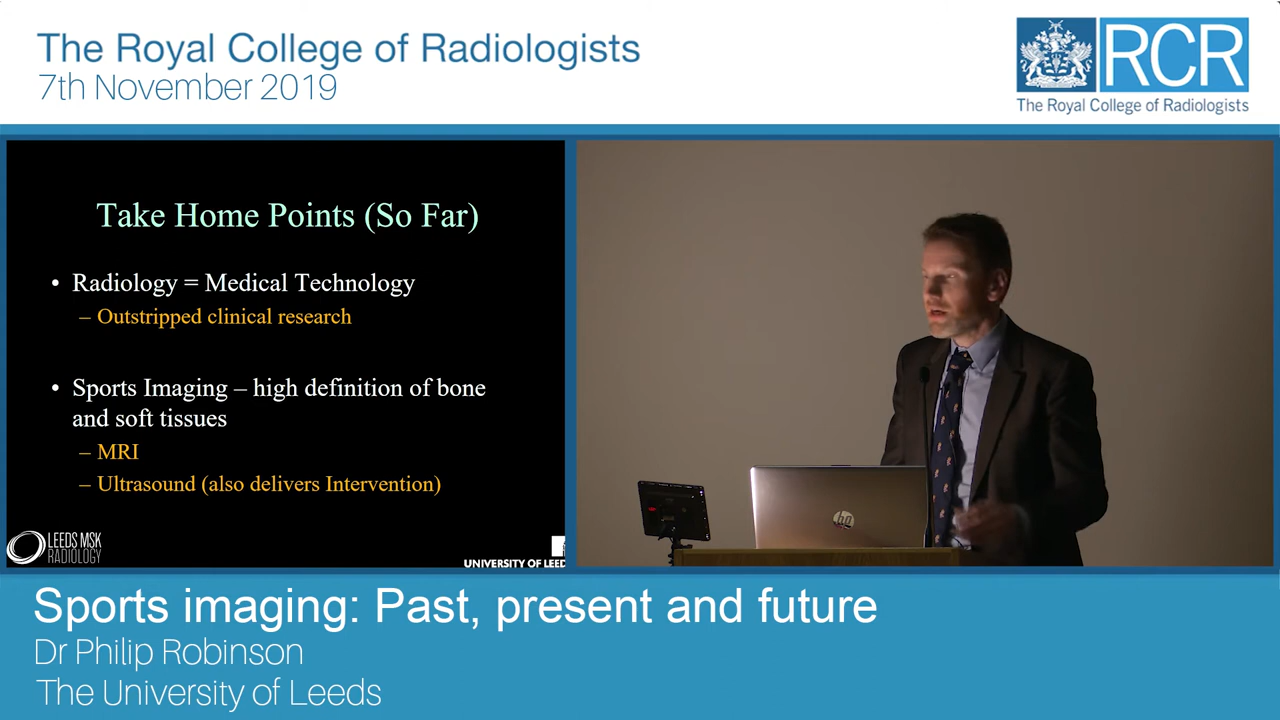 The Royal College of Radiologists
7th November 2019
RCR
The Royal College of Radiologists
Take Home Points (So Far)
• Radiology = Medical Technology
– Outstripped clinical research
• Sports Imaging – high definition of bone
and soft tissues
– MRI
– Ultrasound (also delivers Intervention)
LEEDS MSK
RADIOLOGY
UNIVERSITY OF LEED
hp
Sports imaging: Past, present and future
Dr Philip Robinson
The University of Leeds